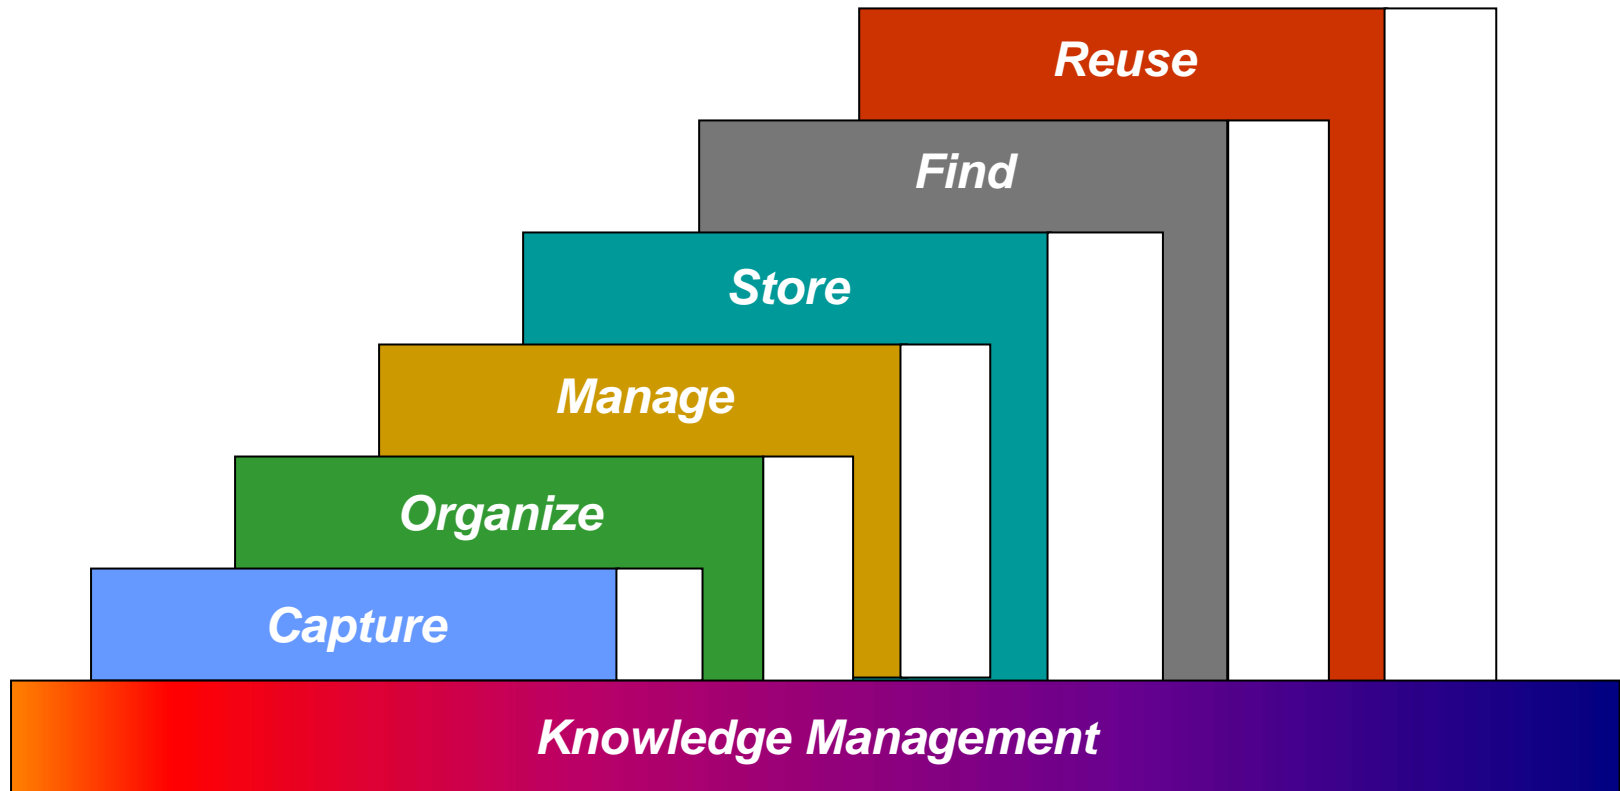 Reuse
Find
Store
Manage
Organize
Capture
Knowledge Management